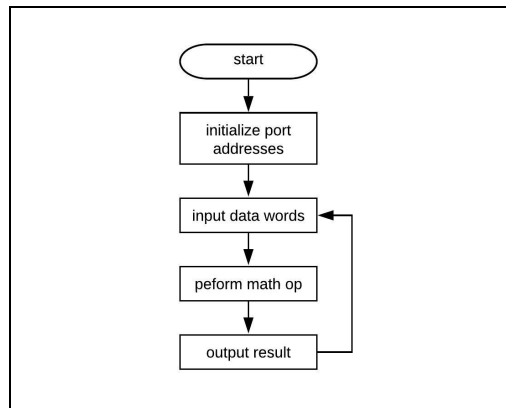 start
initialize port
addresses
input data words
peform math op
output result